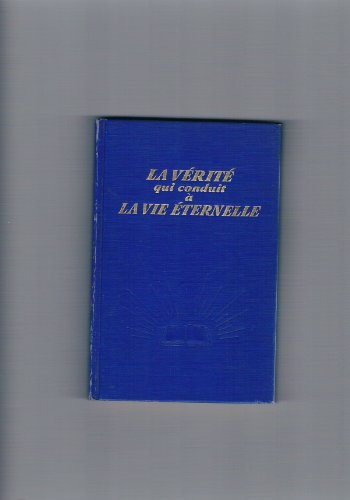 LA VÉRITÉ
qui conduit
à
LA VIE ÉTERNELLE